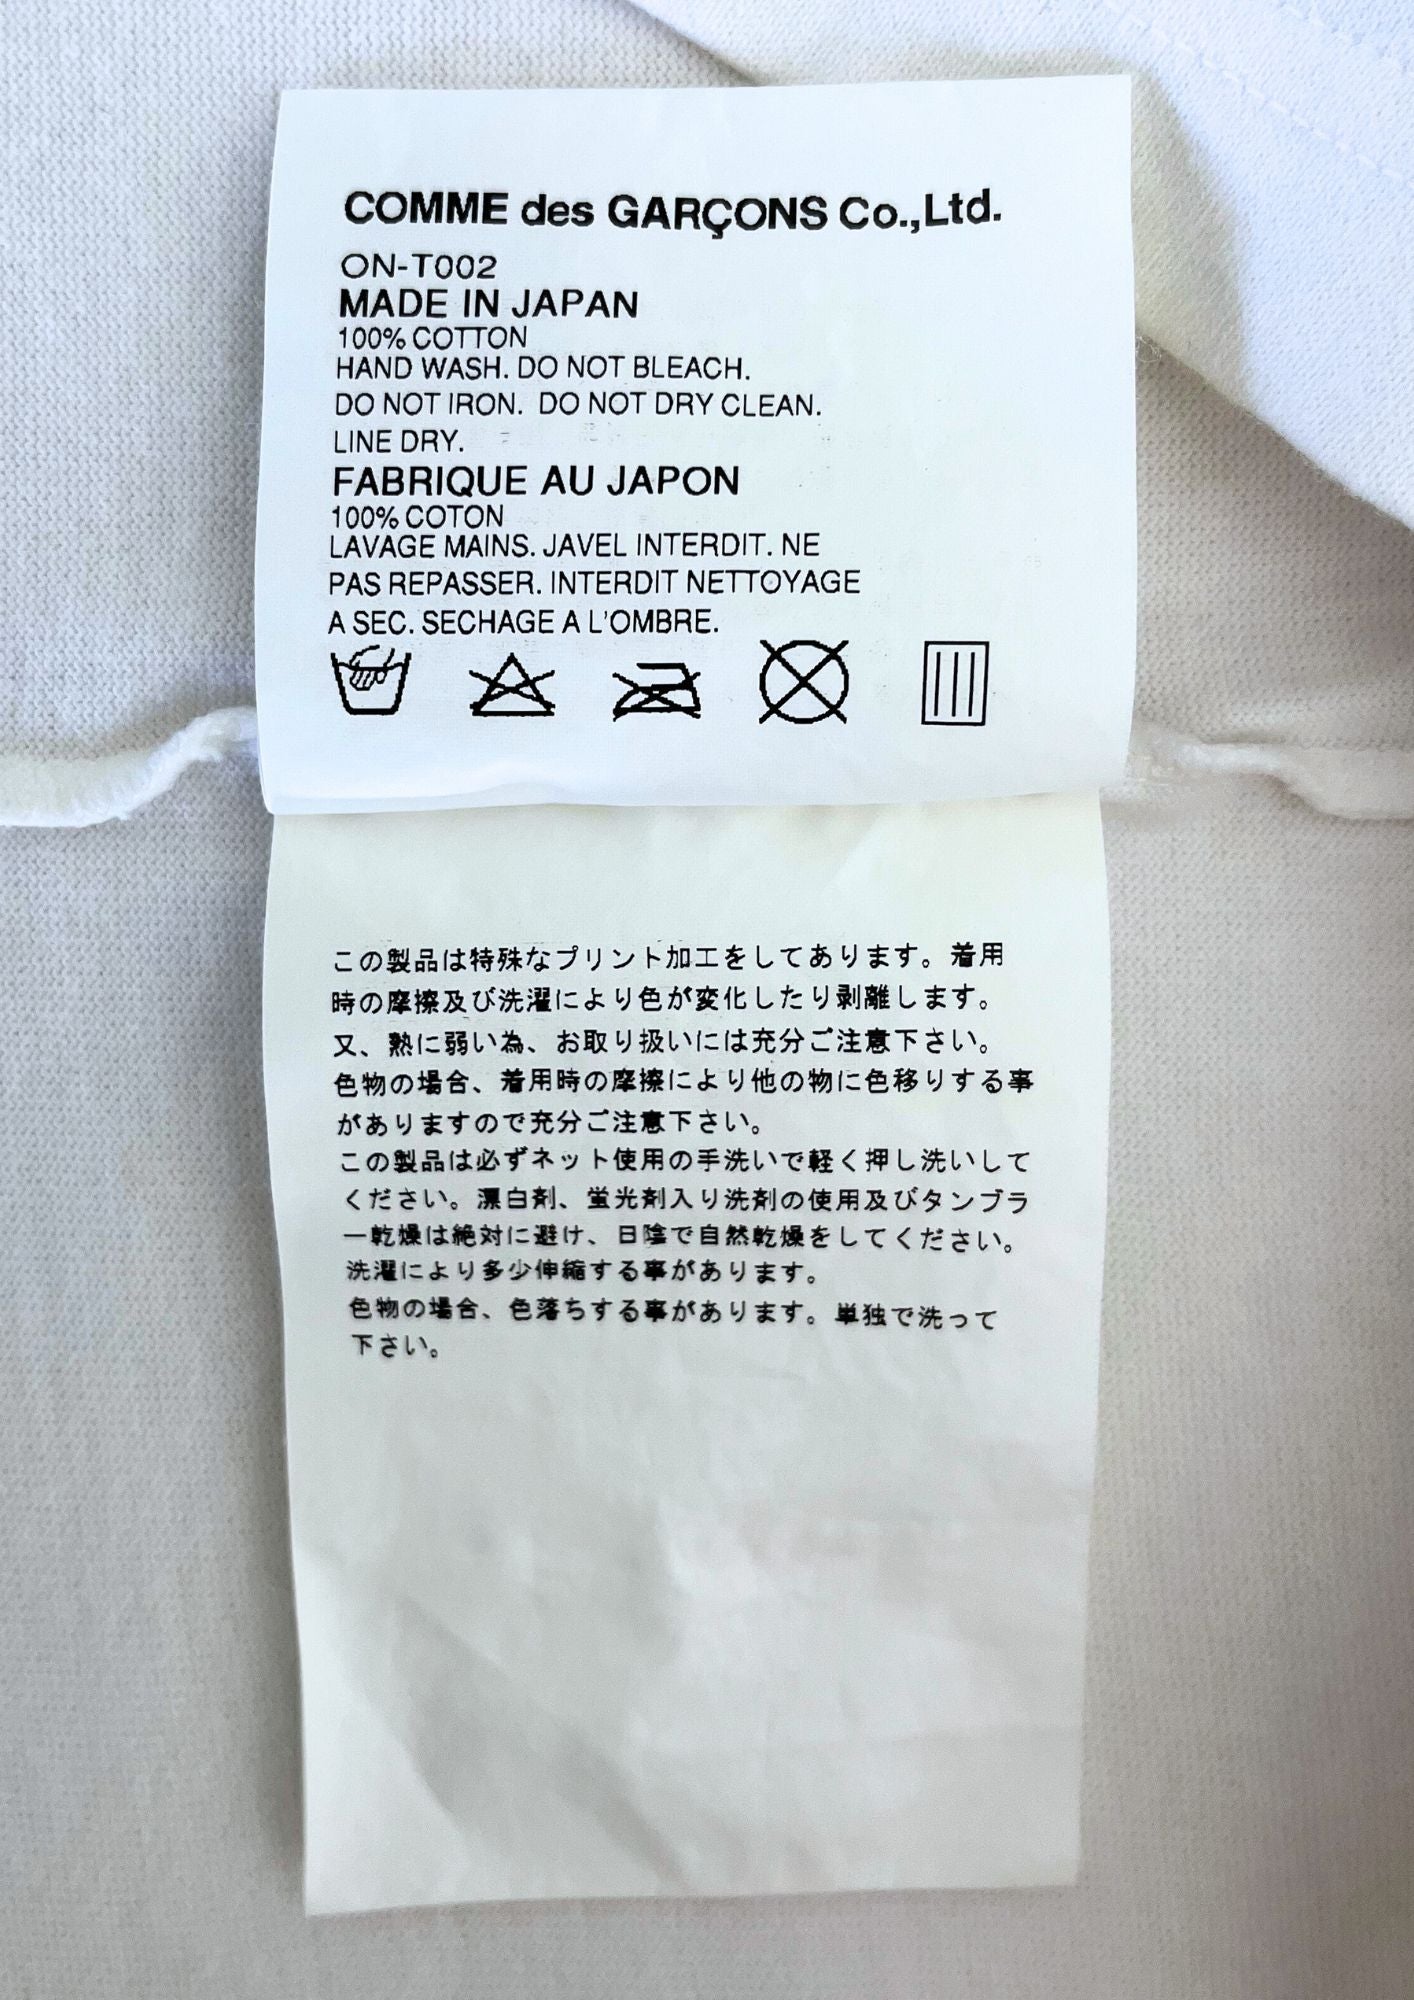 COMME des GARÇONS Co.,Ltd.
ON-T002
MADE IN JAPAN
100% COTTON
HAND WASH. DO NOT BLEACH.
DO NOT IRON. DO NOT DRY CLEAN.
LINE DRY.
FABRIQUE AU JAPON
100% COTON
LAVAGE MAINS. JAVEL INTERDIT. NE
PAS REPASSER. INTERDIT NETTOYAGE
A SEC. SECHAGE A L'OMBRE.
この製品は特殊なプリント加工をしてあります。着用
時の摩擦及び洗濯により色が変化したり剥離します。
又、熱に弱い為、お取り扱いには充分ご注意下さい。
色物の場合、着用時の摩擦により他の物に色移りする事
がありますので充分ご注意下さい。
この製品は必ずネット使用の手洗いで軽く押し洗いして
ください。漂白剤、蛍光剤入り洗剤の使用及びタンブラ
ー乾燥は絶対に避け、日陰で自然乾燥をしてください。
洗濯により多少伸縮する事があります。
色物の場合、色落ちする事があります。単独で洗って
下さい。